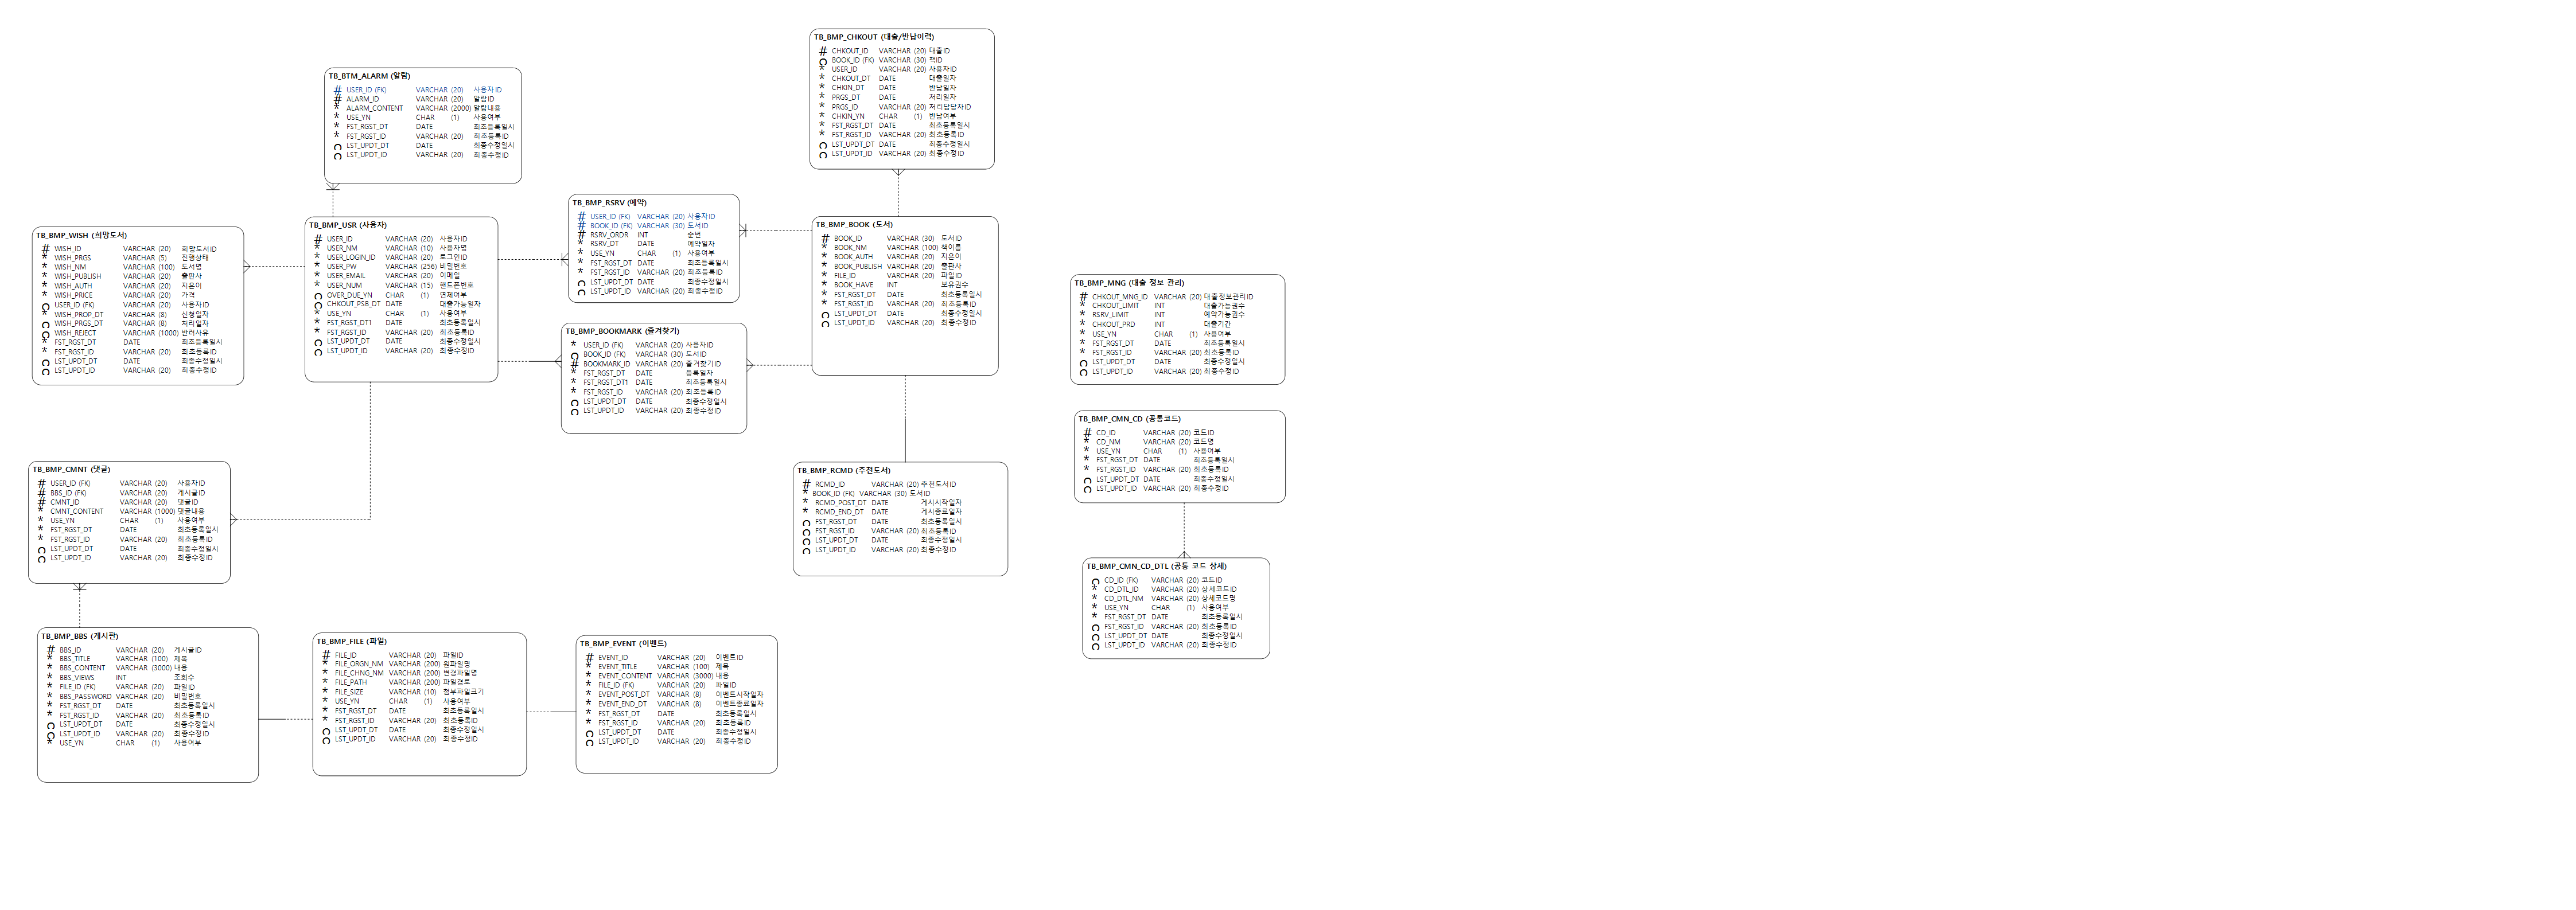 TB_BMP_CHKOUT (대출/반납이력)
# CHKOUT_ID VARCHAR (20) 대출ID
C BOOK_ID (FK) VARCHAR (30) 책ID
* USER_ID VARCHAR (20) 사용자ID
* CHKOUT_DT DATE 대출일자
* CHKIN_DT DATE 반납일자
* PRGS_DT DATE 처리일자
* PRGS_ID VARCHAR (20) 처리담당자ID
* CHKIN_YN CHAR (1) 반납여부
* FST_RGST_DT DATE 최초등록일시
* FST_RGST_ID VARCHAR (20) 최초등록ID
C LST_UPDT_DT DATE 최종수정일시
C LST_UPDT_ID VARCHAR (20) 최종수정ID
TB_BTM_ALARM (알람)
# USER_ID (FK) VARCHAR (20) 사용자ID
# ALARM_ID VARCHAR (20) 알람ID
* ALARM_CONTENT VARCHAR (2000) 알람내용
* USE_YN CHAR (1) 사용여부
* FST_RGST_DT DATE 최초등록일시
* FST_RGST_ID VARCHAR (20) 최초등록ID
C LST_UPDT_DT DATE 최종수정일시
C LST_UPDT_ID VARCHAR (20) 최종수정ID
TB_BMP_RSRV (예약)
# USER_ID (FK) VARCHAR (20) 사용자ID
# BOOK_ID (FK) VARCHAR (30) 도서ID
# RSRV_ORDR INT 순번
* RSRV_DT DATE 예약일자
* USE_YN CHAR (1) 사용여부
* FST_RGST_DT DATE 최초등록일시
* FST_RGST_ID VARCHAR (20) 최초등록ID
C LST_UPDT_DT DATE 최종수정일시
C LST_UPDT_ID VARCHAR (20) 최종수정ID
TB_BMP_WISH (희망도서)
# WISH_ID VARCHAR (20) 희망도서ID
* WISH_PRGS VARCHAR (5) 진행상태
* WISH_NM VARCHAR (100) 도서명
* WISH_PUBLISH VARCHAR (20) 출판사
* WISH_AUTH VARCHAR (20) 지은이
* WISH_PRICE VARCHAR (20) 가격
C USER_ID (FK) VARCHAR (20) 사용자ID
* WISH_PROP_DT VARCHAR (8) 신청일자
C WISH_PRGS_DT VARCHAR (8) 처리일자
C WISH_REJECT VARCHAR (1000) 반려사유
* FST_RGST_DT DATE 최초등록일시
* FST_RGST_ID VARCHAR (20) 최초등록ID
C LST_UPDT_DT DATE 최종수정일시
C LST_UPDT_ID VARCHAR (20) 최종수정ID
TB_BMP_USR (사용자)
# USER_ID VARCHAR (20) 사용자ID
* USER_NM VARCHAR (10) 사용자명
* USER_LOGIN_ID VARCHAR (20) 로그인ID
* USER_PW VARCHAR (256) 비밀번호
* USER_EMAIL VARCHAR (20) 이메일
* USER_NUM VARCHAR (15) 핸드폰번호
C OVER_DUE_YN CHAR (1) 연체여부
C CHKOUT_PSB_DT DATE 대출가능일자
* USE_YN CHAR (1) 사용여부
* FST_RGST_DT1 DATE 최초등록일시
* FST_RGST_ID VARCHAR (20) 최초등록ID
C LST_UPDT_DT DATE 최종수정일시
C LST_UPDT_ID VARCHAR (20) 최종수정ID
TB_BMP_BOOK (도서)
# BOOK_ID VARCHAR (30) 도서ID
* BOOK_NM VARCHAR (100) 책이름
* BOOK_AUTH VARCHAR (20) 지은이
* BOOK_PUBLISH VARCHAR (20) 출판사
* FILE_ID VARCHAR (20) 파일ID
* BOOK_HAVE INT 보유권수
* FST_RGST_DT DATE 최초등록일시
* FST_RGST_ID VARCHAR (20) 최초등록ID
C LST_UPDT_DT DATE 최종수정일시
C LST_UPDT_ID VARCHAR (20) 최종수정ID
TB_BMP_MNG (대출 정보 관리)
# CHKOUT_MNG_ID VARCHAR (20) 대출정보관리ID
* CHKOUT_LIMIT INT 대출가능권수
* RSRV_LIMIT INT 예약가능권수
* CHKOUT_PRD INT 대출기간
* USE_YN CHAR (1) 사용여부
* FST_RGST_DT DATE 최초등록일시
* FST_RGST_ID VARCHAR (20) 최초등록ID
C LST_UPDT_DT DATE 최종수정일시
C LST_UPDT_ID VARCHAR (20) 최종수정ID
TB_BMP_BOOKMARK (즐겨찾기)
* USER_ID (FK) VARCHAR (20) 사용자ID
C BOOK_ID (FK) VARCHAR (30) 도서ID
# BOOKMARK_ID VARCHAR (20) 즐겨찾기ID
* FST_RGST_DT DATE 등록일자
* FST_RGST_DT1 DATE 최초등록일시
* FST_RGST_ID VARCHAR (20) 최초등록ID
C LST_UPDT_DT DATE 최종수정일시
C LST_UPDT_ID VARCHAR (20) 최종수정ID
TB_BMP_CMN_CD (공통코드)
# CD_ID VARCHAR (20) 코드ID
* CD_NM VARCHAR (20) 코드명
* USE_YN CHAR (1) 사용여부
* FST_RGST_DT DATE 최초등록일시
* FST_RGST_ID VARCHAR (20) 최초등록ID
C LST_UPDT_DT DATE 최종수정일시
C LST_UPDT_ID VARCHAR (20) 최종수정ID
TB_BMP_CMNT (댓글)
# USER_ID (FK) VARCHAR (20) 사용자ID
# BBS_ID (FK) VARCHAR (20) 게시글ID
# CMNT_ID VARCHAR (20) 댓글ID
* CMNT_CONTENT VARCHAR (1000) 댓글내용
* USE_YN CHAR (1) 사용여부
* FST_RGST_DT DATE 최초등록일시
* FST_RGST_ID VARCHAR (20) 최초등록ID
C LST_UPDT_DT DATE 최종수정일시
C LST_UPDT_ID VARCHAR (20) 최종수정ID
TB_BMP_RCMD (추천도서)
# RCMD_ID VARCHAR (20) 추천도서ID
* BOOK_ID (FK) VARCHAR (30) 도서ID
* RCMD_POST_DT DATE 게시시작일자
* RCMD_END_DT DATE 게시종료일자
C FST_RGST_DT DATE 최초등록일시
C FST_RGST_ID VARCHAR (20) 최초등록ID
C LST_UPDT_DT DATE 최종수정일시
C LST_UPDT_ID VARCHAR (20) 최종수정ID
TB_BMP_CMN_CD_DTL (공통 코드 상세)
C CD_ID (FK) VARCHAR (20) 코드ID
* CD_DTL_ID VARCHAR (20) 상세코드ID
* CD_DTL_NM VARCHAR (20) 상세코드명
* USE_YN CHAR (1) 사용여부
* FST_RGST_DT DATE 최초등록일시
C FST_RGST_ID VARCHAR (20) 최초등록ID
C LST_UPDT_DT DATE 최종수정일시
C LST_UPDT_ID VARCHAR (20) 최종수정ID
TB_BMP_BBS (게시판)
# BBS_ID VARCHAR (20) 게시글ID
* BBS_TITLE VARCHAR (100) 제목
* BBS_CONTENT VARCHAR (3000) 내용
* BBS_VIEWS INT 조회수
* FILE_ID (FK) VARCHAR (20) 파일ID
* BBS_PASSWORD VARCHAR (20) 비밀번호
* FST_RGST_DT DATE 최초등록일시
* FST_RGST_ID VARCHAR (20) 최초등록ID
C LST_UPDT_DT DATE 최종수정일시
C LST_UPDT_ID VARCHAR (20) 최종수정ID
* USE_YN CHAR (1) 사용여부
TB_BMP_FILE (파일)
# FILE_ID VARCHAR (20) 파일ID
* FILE_ORGN_NM VARCHAR (200) 원파일명
* FILE_CHNG_NM VARCHAR (200) 변경파일명
* FILE_PATH VARCHAR (200) 파일경로
* FILE_SIZE VARCHAR (10) 첨부파일크기
* USE_YN CHAR (1) 사용여부
* FST_RGST_DT DATE 최초등록일시
* FST_RGST_ID VARCHAR (20) 최초등록ID
C LST_UPDT_DT DATE 최종수정일시
C LST_UPDT_ID VARCHAR (20) 최종수정ID
TB_BMP_EVENT (이벤트)
# EVENT_ID VARCHAR (20) 이벤트ID
* EVENT_TITLE VARCHAR (100) 제목
* EVENT_CONTENT VARCHAR (3000) 내용
* FILE_ID (FK) VARCHAR (20) 파일ID
* EVENT_POST_DT VARCHAR (8) 이벤트시작일자
* EVENT_END_DT VARCHAR (8) 이벤트종료일자
* FST_RGST_DT DATE 최초등록일시
* FST_RGST_ID VARCHAR (20) 최초등록ID
C LST_UPDT_DT DATE 최종수정일시
C LST_UPDT_ID VARCHAR (20) 최종수정ID